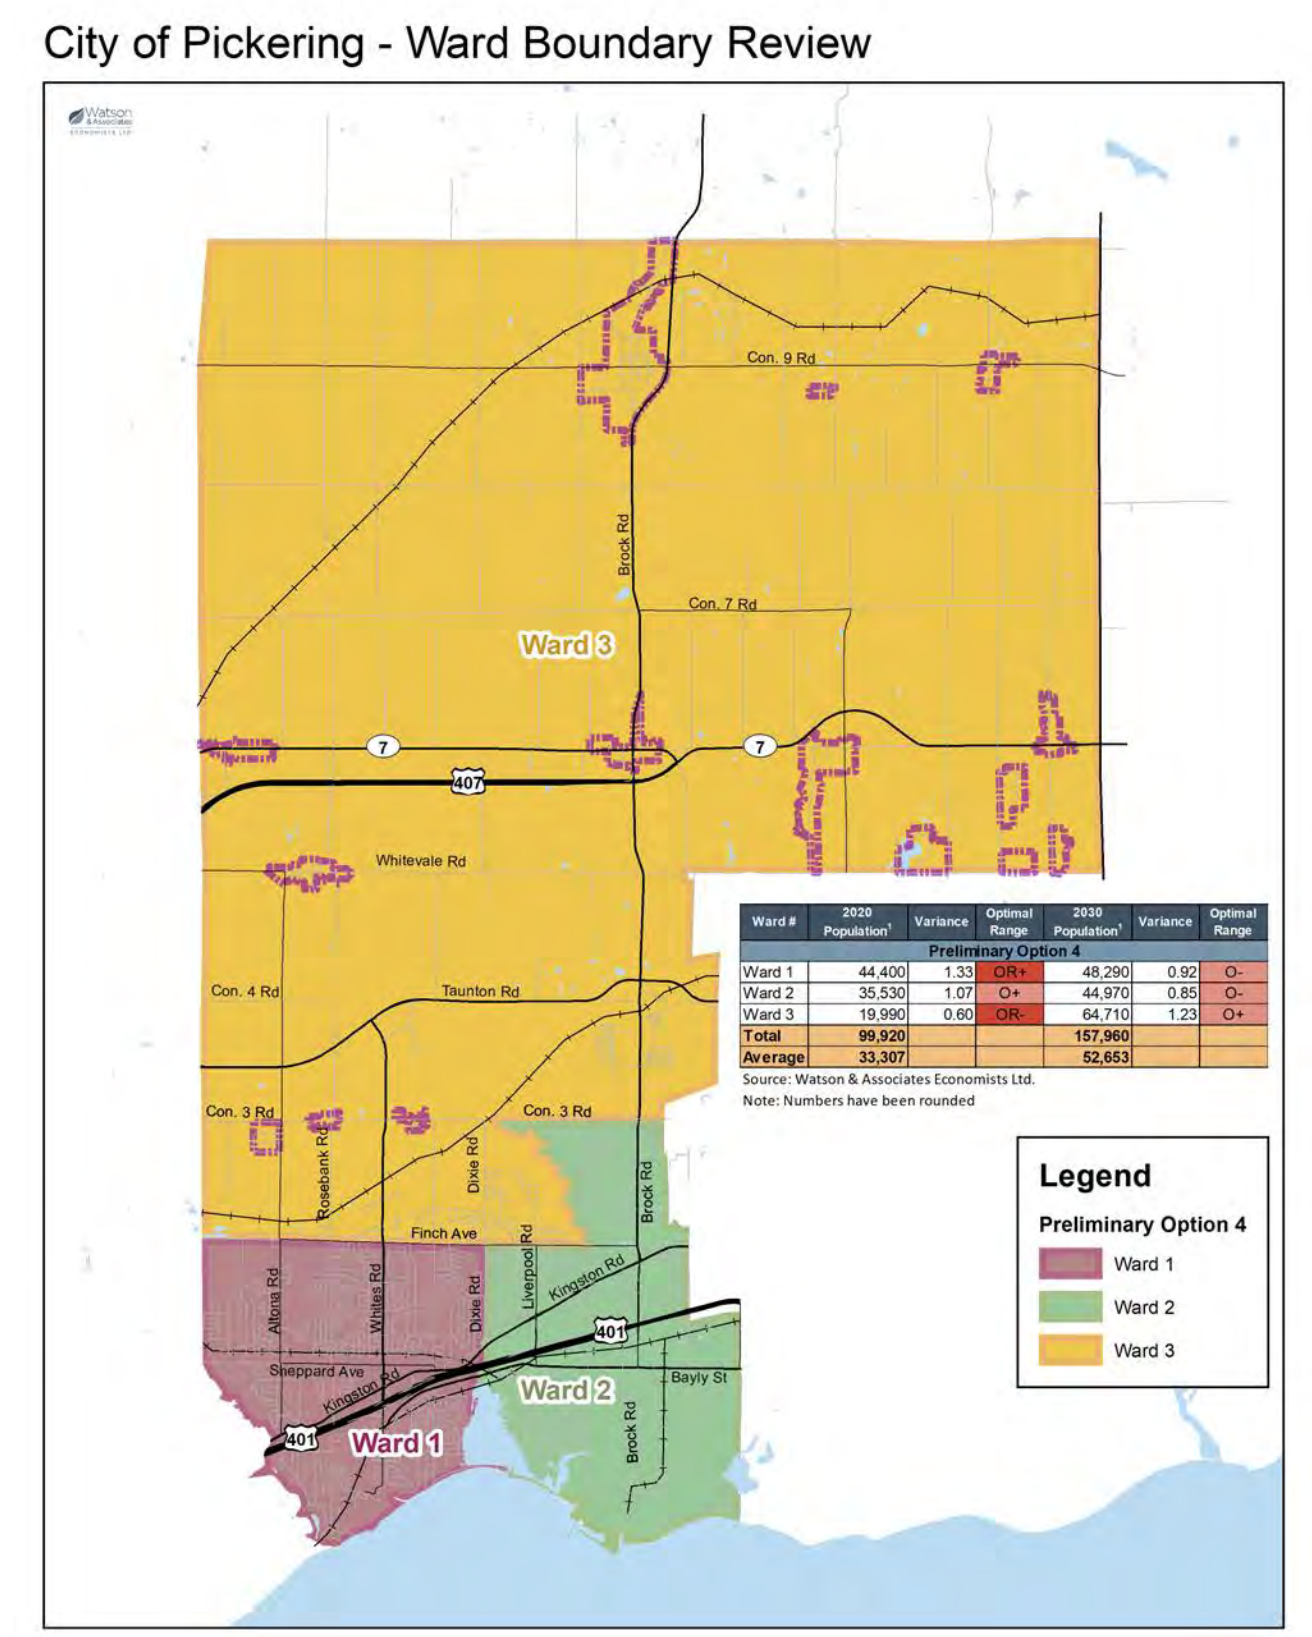 City of Pickering - Ward Boundary Review
Watson
& Associates
ECONOMISTS LTD.
Con. 9 Rd
Brock Rd
Con. 7 Rd
Ward 3
7
7
407
Whitevale Rd
Ward # 2020 Population¹ Variance Optimal Range 2030 Population¹ Variance Optimal Range
Preliminary Option 4
Ward 1 44,400 1.33 OR+ 48,290 0.92 O-
Ward 2 35,530 1.07 O+ 44,970 0.85 O-
Ward 3 19,990 0.60 OR- 64,710 1.23 O+
Total 99,920 157,960
Average 33,307 52,653
Source: Watson & Associates Economists Ltd.
Note: Numbers have been rounded
Con. 4 Rd
Taunton Rd
Con. 3 Rd
Con. 3 Rd
Rosebank Rd
Dixie Rd
Brock Rd
Finch Ave
Altona Rd
Whites Rd
Dixie Rd
Liverpool Rd
Kingston Rd
401
Sheppard Ave
Kingston Rd
Bayly St
Ward 2
Brock Rd
401
Ward 1
Legend
Preliminary Option 4
Ward 1
Ward 2
Ward 3